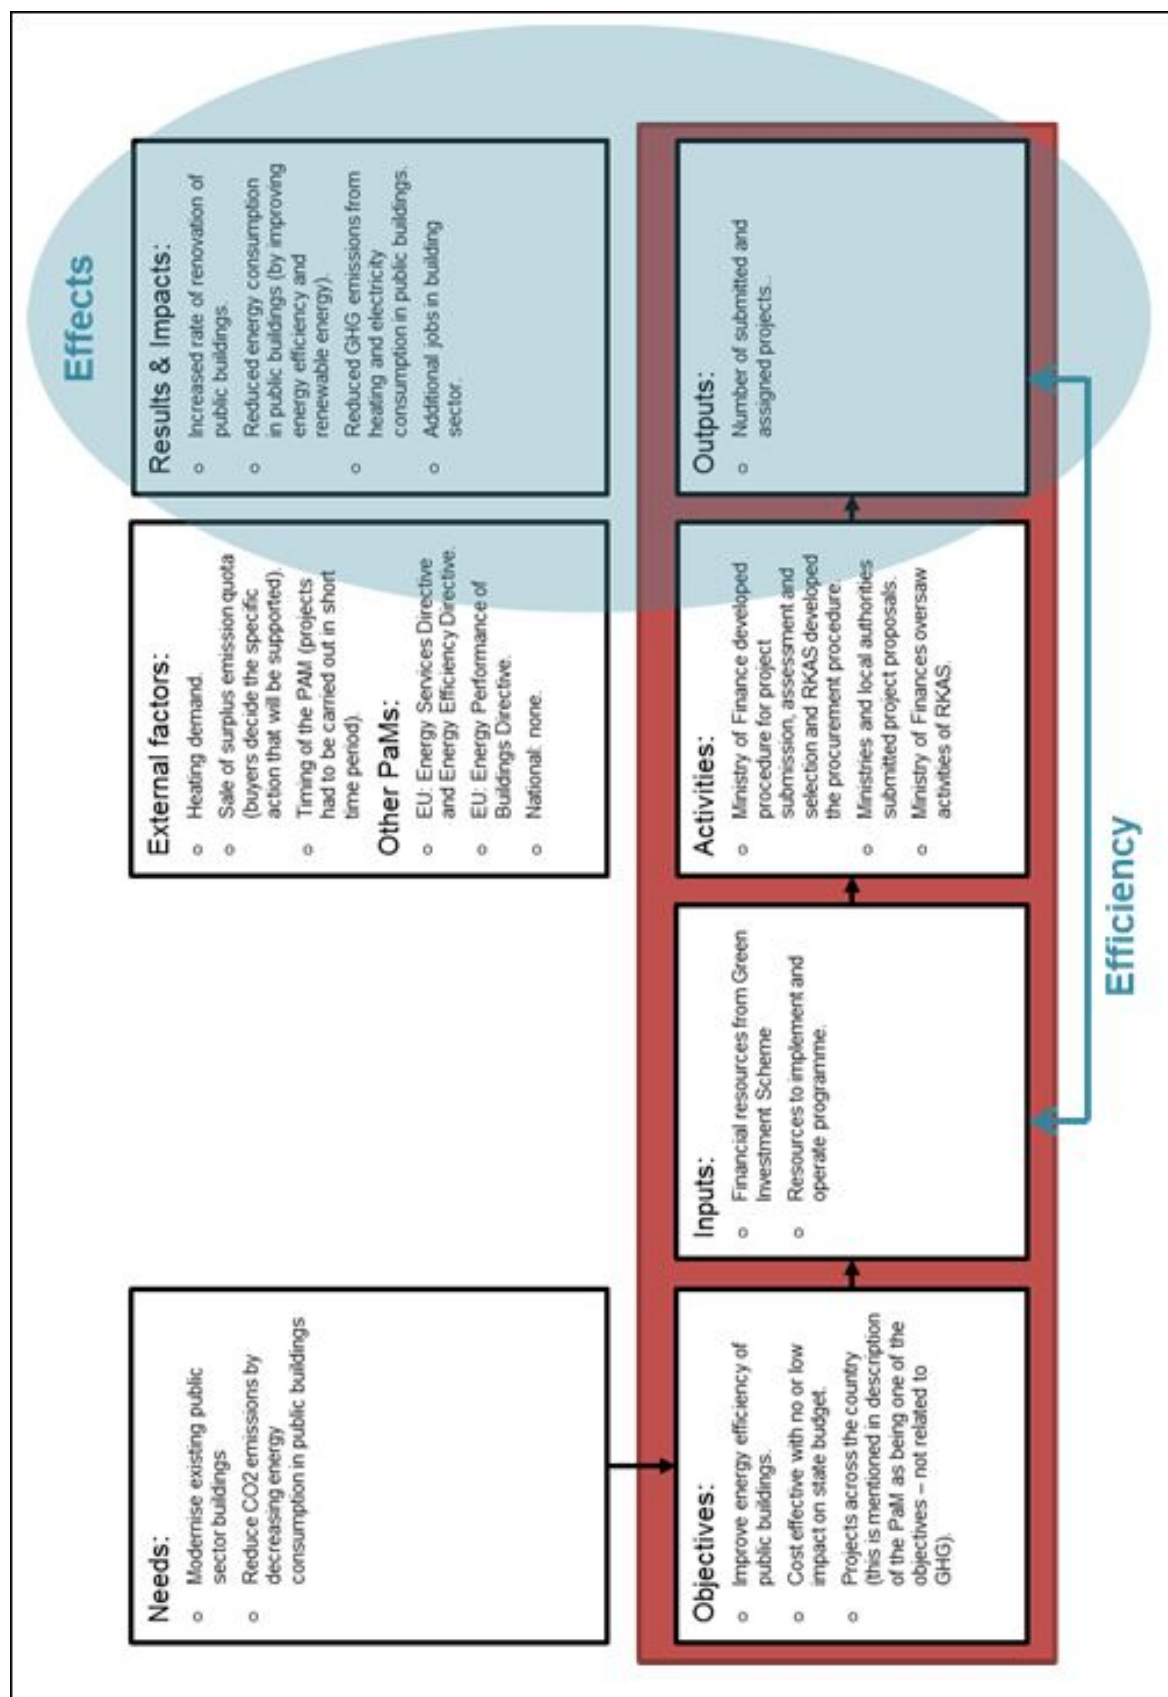 Effects
Needs:
o Modernise existing public
sector buildings
o Reduce CO2 emissions by
decreasing energy
consumption in public buildings
External factors:
o Heating demand.
o Sale of surplus emission quota
(buyers decide the specific
action that will be supported).
o Timing of the PAM (projects
had to be carried out in short
time period).
Other PaMs:
o EU: Energy Services Directive
and Energy Efficiency Directive.
o EU: Energy Performance of
Buildings Directive.
o National: none.
Results & Impacts:
o Increased rate of renovation of
public buildings.
o Reduced energy consumption
in public buildings (by improving
energy efficiency and
renewable energy).
o Reduced GHG emissions from
heating and electricity
consumption in public buildings.
o Additional jobs in building
sector.
Objectives:
o Improve energy efficiency of
public buildings.
o Cost effective with no or low
impact on state budget.
o Projects across the country
(this is mentioned in description
of the PaM as being one of the
objectives – not related to
GHG).
Inputs:
o Financial resources from Green
Investment Scheme
o Resources to implement and
operate programme.
Activities:
o Ministry of Finance developed
procedure for project
submission, assessment and
selection and RKAS developed
the procurement procedure.
o Ministries and local authorities
submitted project proposals.
o Ministry of Finances oversaw
activities of RKAS.
Outputs:
o Number of submitted and
assigned projects..
Efficiency